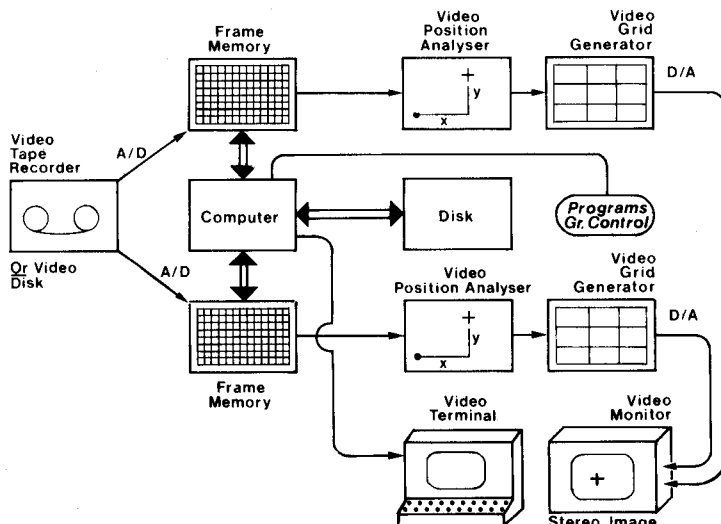 Frame
Memory
Video
Position
Analyser
Video
Grid
Generator
D/A
Video
Tape
Recorder
A/D
x
y
Computer
Disk
Programs
Gr. Control
Or Video
Disk
A/D
Video
Position Analyser
Video
Grid
Generator
D/A
x
y
Frame
Memory
Video
Terminal
Video
Monitor
Stereo Image